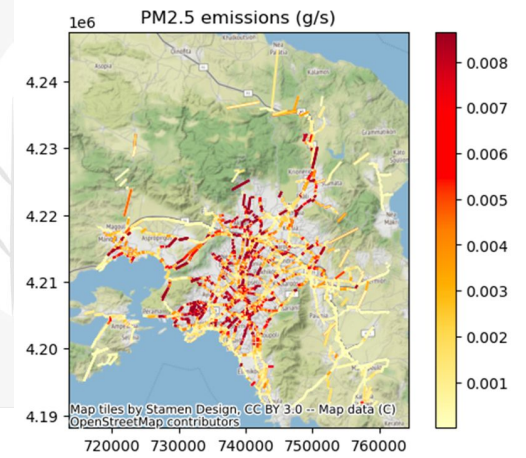 PM2.5 emissions (g/s)
1e6
4.24
4.23
4.22
4.21
4.20
4.19
720000 730000 740000 750000 760000
0.008
0.007
0.006
0.005
0.004
0.003
0.002
0.001
Map tiles by Stamen Design, CC BY 3.0 -- Map data (C)
OpenStreetMap contributors